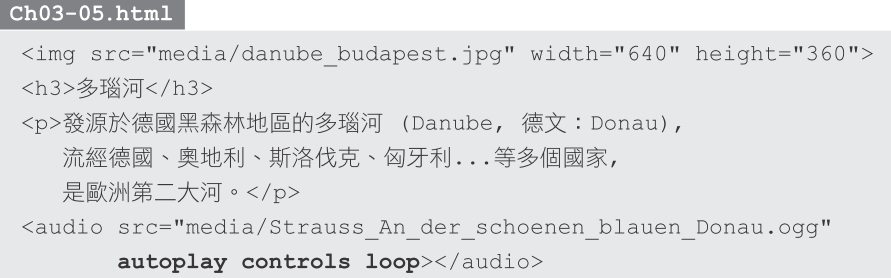 Ch03-05.html
<img src="media/danube_budapest.jpg" width="640" height="360">
<h3>多瑙河</h3>
<p>發源於德國黑森林地區的多瑙河 (Danube, 德文：Donau),
流經德國、奧地利、斯洛伐克、匈牙利...等多個國家,
是歐洲第二大河。</p>
<audio src="media/Strauss_An_der_schoenen_blauen_Donau.ogg"
autoplay controls loop></audio>